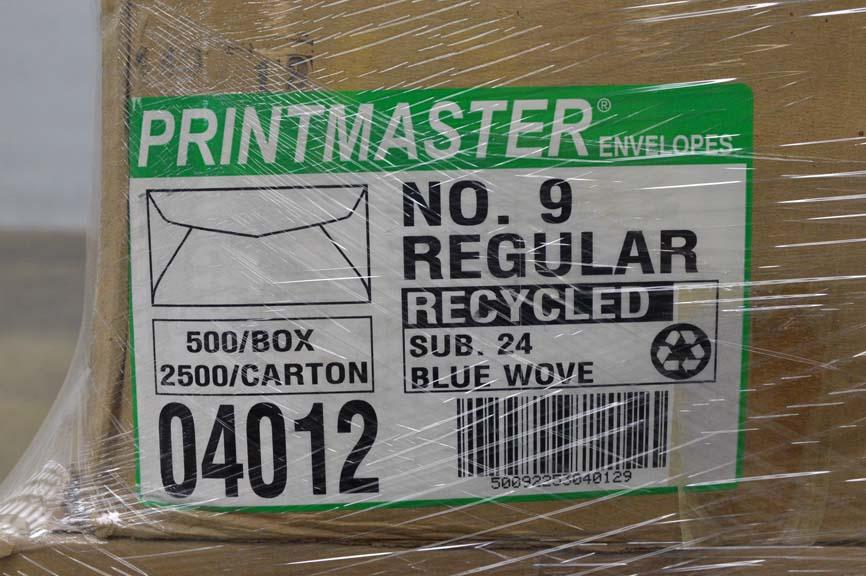 PRINTMASTER® ENVELOPES
NO. 9
REGULAR
RECYCLED
500/BOX
2500/CARTON
SUB. 24
BLUE WOVE
04012
50092253040129